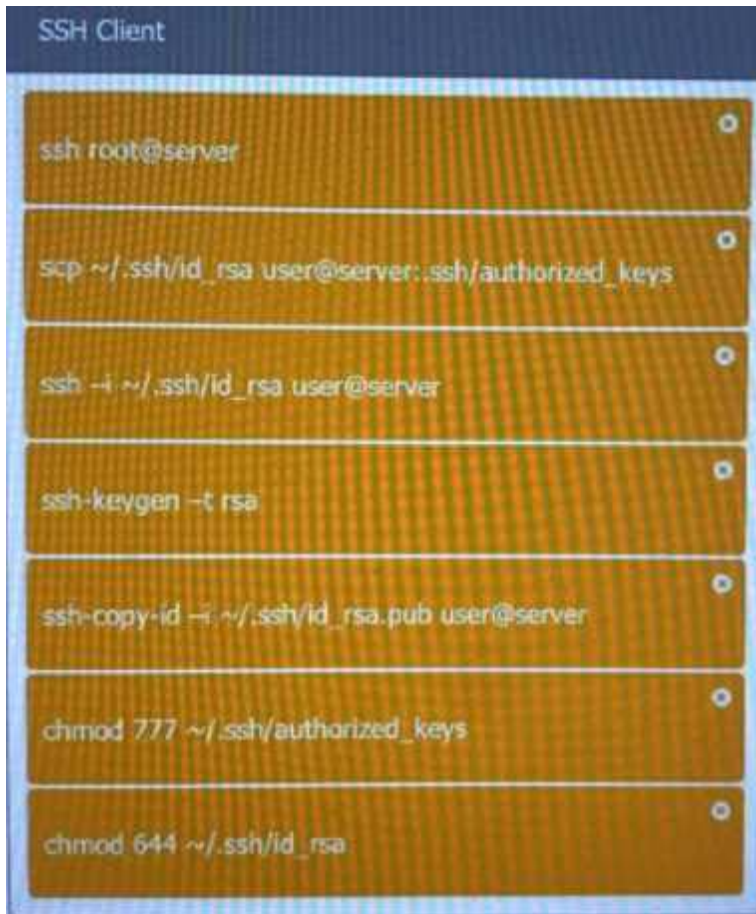 SSH Client
ssh root@server
scp ~/.ssh/id_rsa user@server:.ssh/authorized_keys
ssh –i ~/.ssh/id_rsa user@server
ssh-keygen –t rsa
ssh-copy-id –i ~/.ssh/id_rsa.pub user@server
chmod 777 ~/.ssh/authorized_keys
chmod 644 ~/.ssh/id_rsa